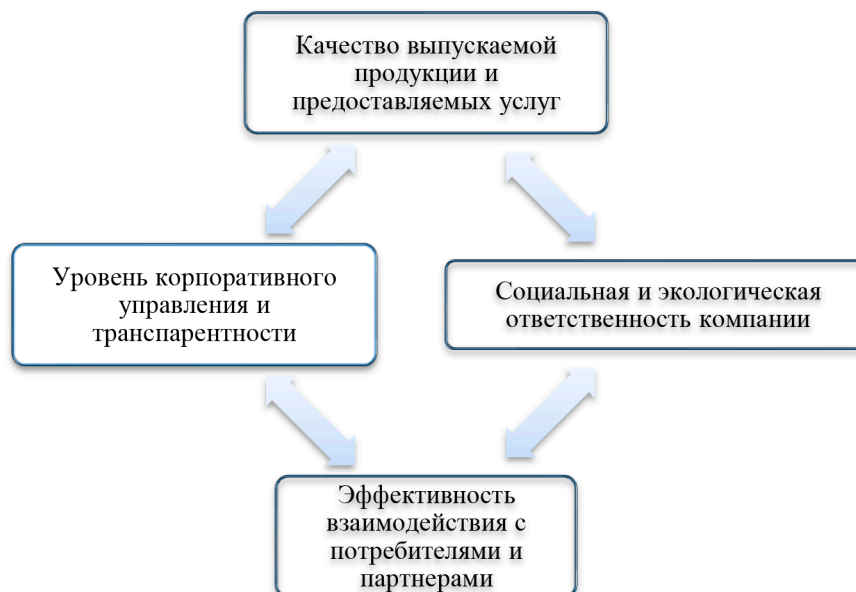 Качество выпускаемой
продукции и
предоставляемых услуг
Уровень корпоративного
управления и
транспарентности
Социальная и экологическая
ответственность компании
Эффективность
взаимодействия с
потребителями и
партнерами